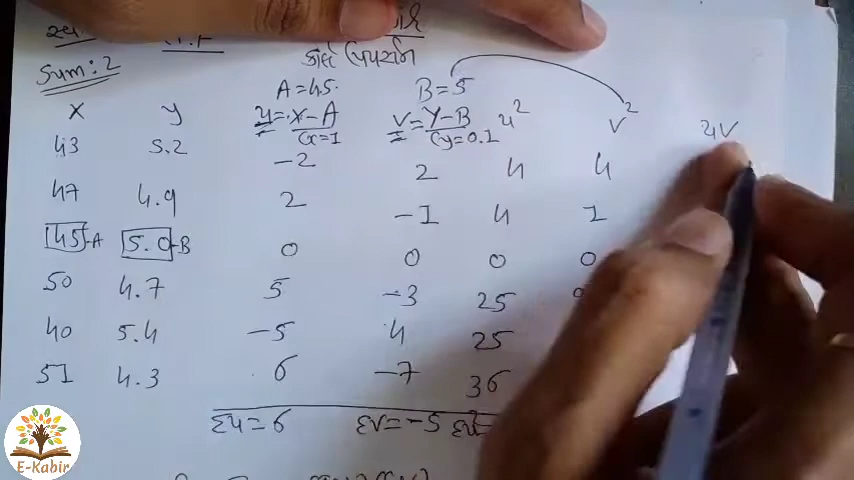 Sum: 2
A=45. B=5
x y u=x-A v=y-B u² v² uv
Cx=1 Cy=0.1
43 5.2 -2 2 4 4
47 4.9 2 -1 4 1
45-A 5.0-B 0 0 0 0
50 4.7 5 -3 25
40 5.4 -5 4 25
51 4.3 6 -7 36
Σu=6 Σv=-5
E-Kabir